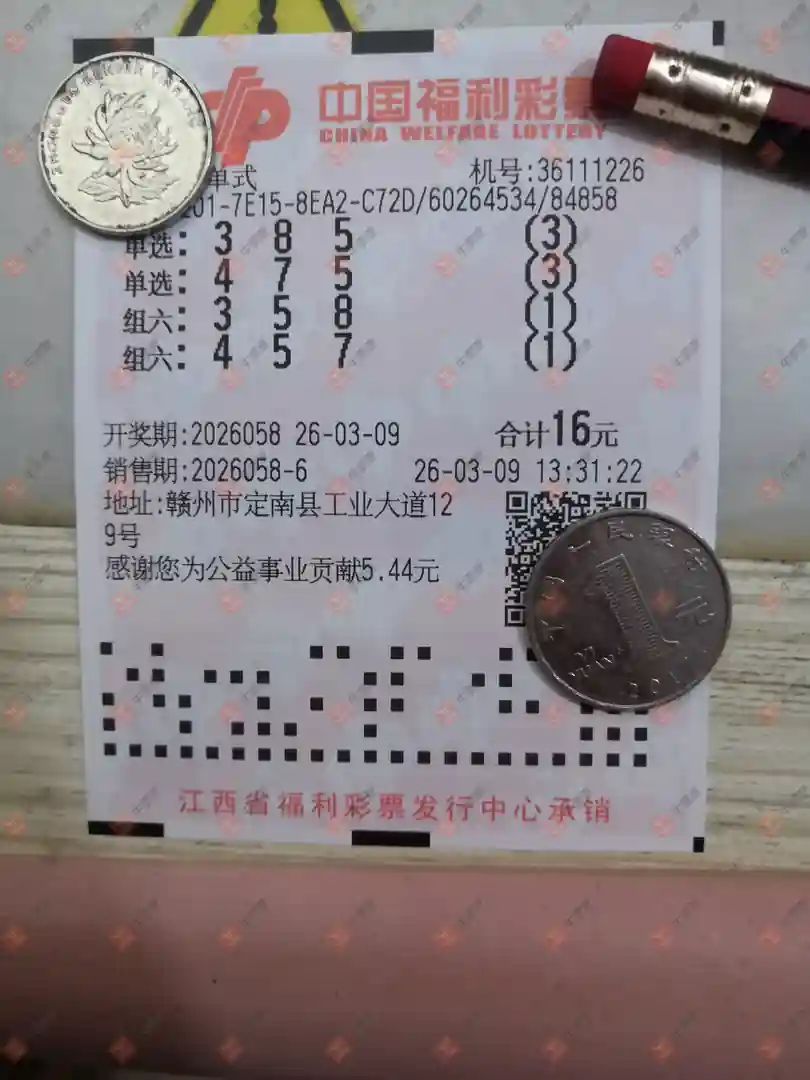 中国福利彩票
CHINA WELFARE LOTTERY
单式 机号:36111226
201-7E15-8EA2-C72D/60264534/84858
单选: 3 8 5 (3)
单选: 4 7 5 (3)
组六: 3 5 8 (1)
组六: 4 5 7 (1)
开奖期:2026058 26-03-09 合计16元
销售期:2026058-6 26-03-09 13:31:22
地址:赣州市定南县工业大道12
9号
感谢您为公益事业贡献5.44元
江西省福利彩票发行中心承销